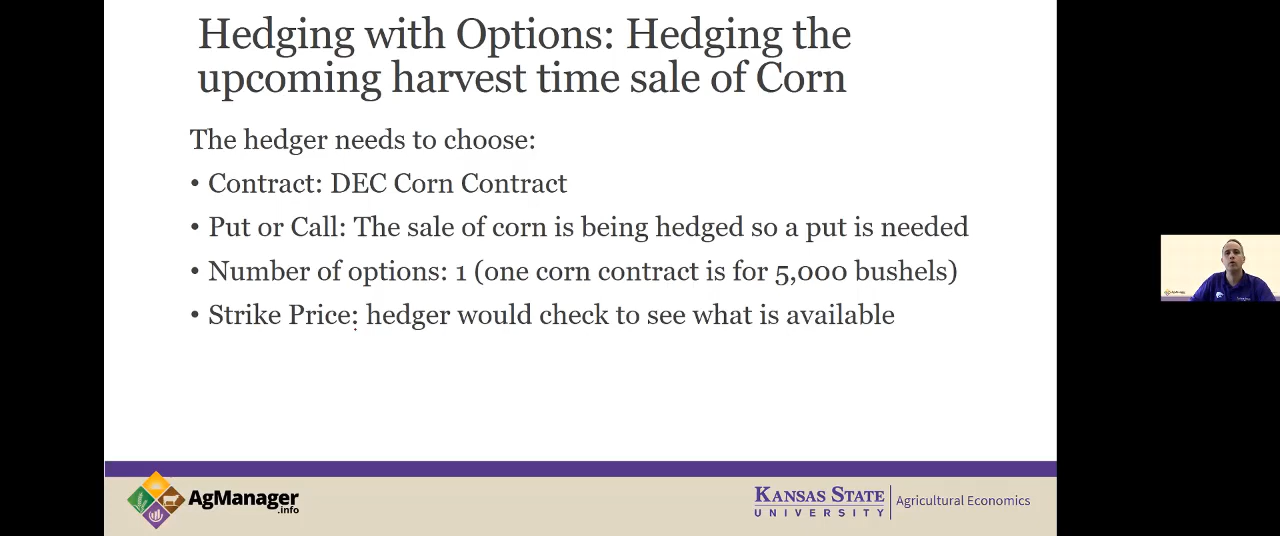 Hedging with Options: Hedging the
upcoming harvest time sale of Corn
The hedger needs to choose:
• Contract: DEC Corn Contract
• Put or Call: The sale of corn is being hedged so a put is needed
• Number of options: 1 (one corn contract is for 5,000 bushels)
• Strike Price: hedger would check to see what is available
AgManager
.info
KANSAS STATE
UNIVERSITY
Agricultural Economics